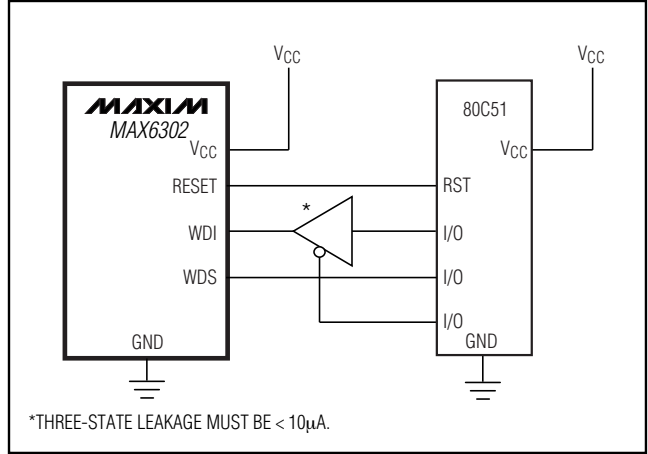 VCC
VCC
MAXIM
MAX6302
80C51
VCC
VCC
RESET
RST
*
WDI
I/O
WDS
I/O
I/O
GND
GND
*THREE-STATE LEAKAGE MUST BE < 10μA.